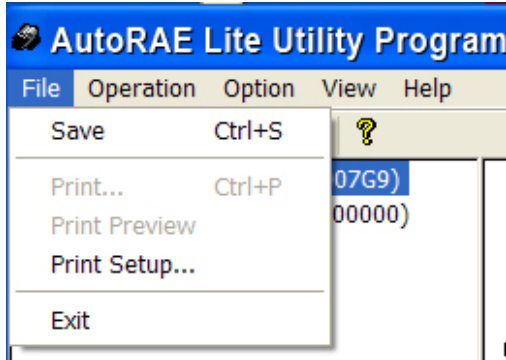 AutoRAE Lite Utility Program
File Operation Option View Help
Save Ctrl+S
Print... Ctrl+P
07G9)
Print Preview
00000)
Print Setup...
Exit